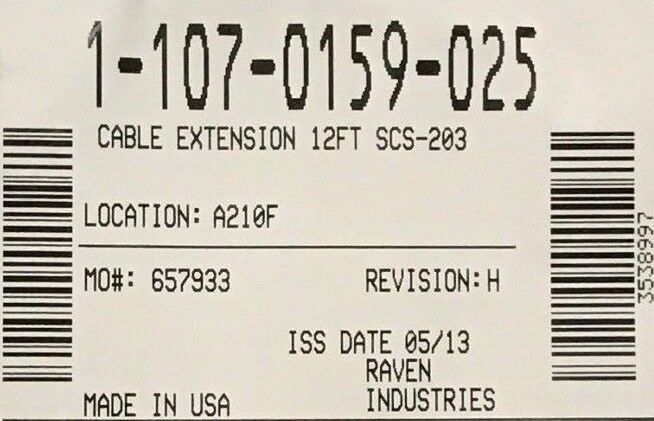 1-107-0159-025
CABLE EXTENSION 12FT SCS-203
LOCATION: A210F
MO#: 657933
REVISION: H
ISS DATE 05/13
RAVEN
INDUSTRIES
MADE IN USA
3538997